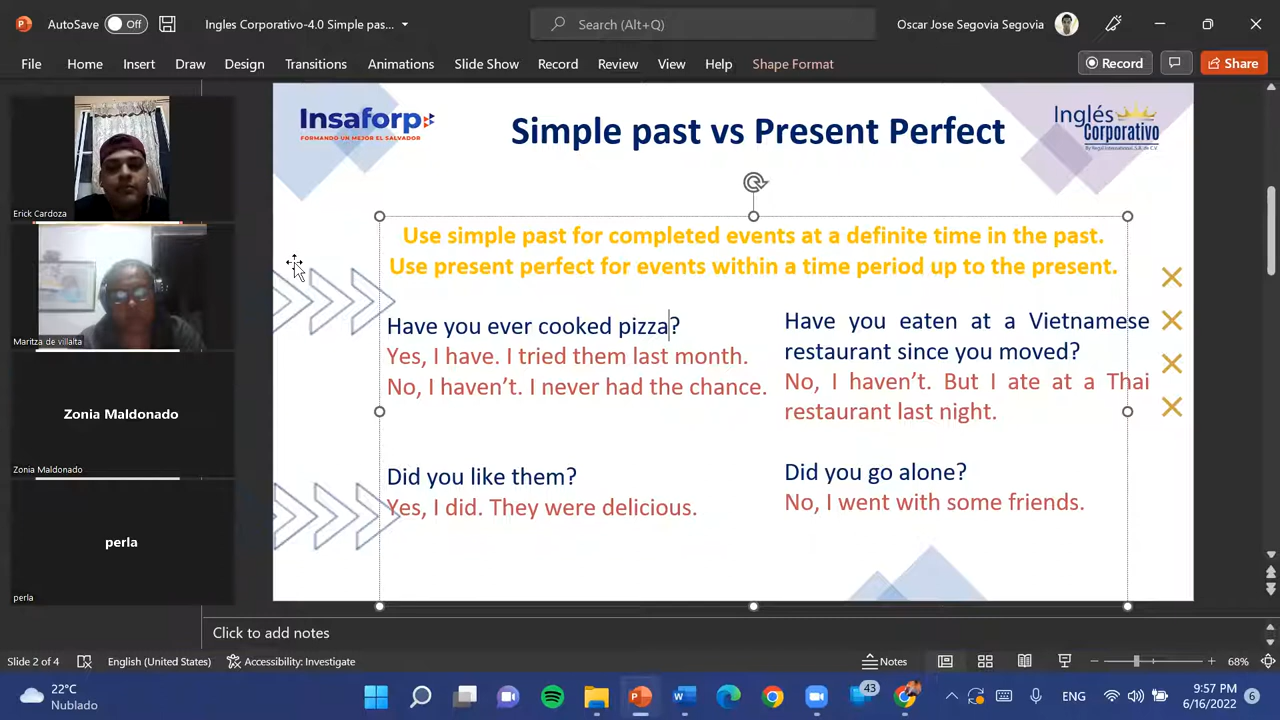 AutoSave Off
Ingles Corporativo-4.0 Simple pas...
Search (Alt+Q)
Oscar Jose Segovia Segovia
File Home Insert Draw Design Transitions Animations Slide Show Record Review View Help Shape Format
Record
Share
Insaforp
FORMANDO UN MEJOR EL SALVADOR
Simple past vs Present Perfect
Inglés
Corporativo
By Regal International, S.A. de C.V.
Use simple past for completed events at a definite time in the past.
Use present perfect for events within a time period up to the present.
Have you ever cooked pizza?
Yes, I have. I tried them last month.
No, I haven't. I never had the chance.
Did you like them?
Yes, I did. They were delicious.
Have you eaten at a Vietnamese
restaurant since you moved?
No, I haven't. But I ate at a Thai
restaurant last night.
Did you go alone?
No, I went with some friends.
Erick Cardoza
Maritza de villalta
Zonia Maldonado
Zonia Maldonado
perla
perla
Click to add notes
Slide 2 of 4
English (United States)
Accessibility: Investigate
Notes
68%
22°C
Nublado
43
ENG
9:57 PM
6/16/2022
6